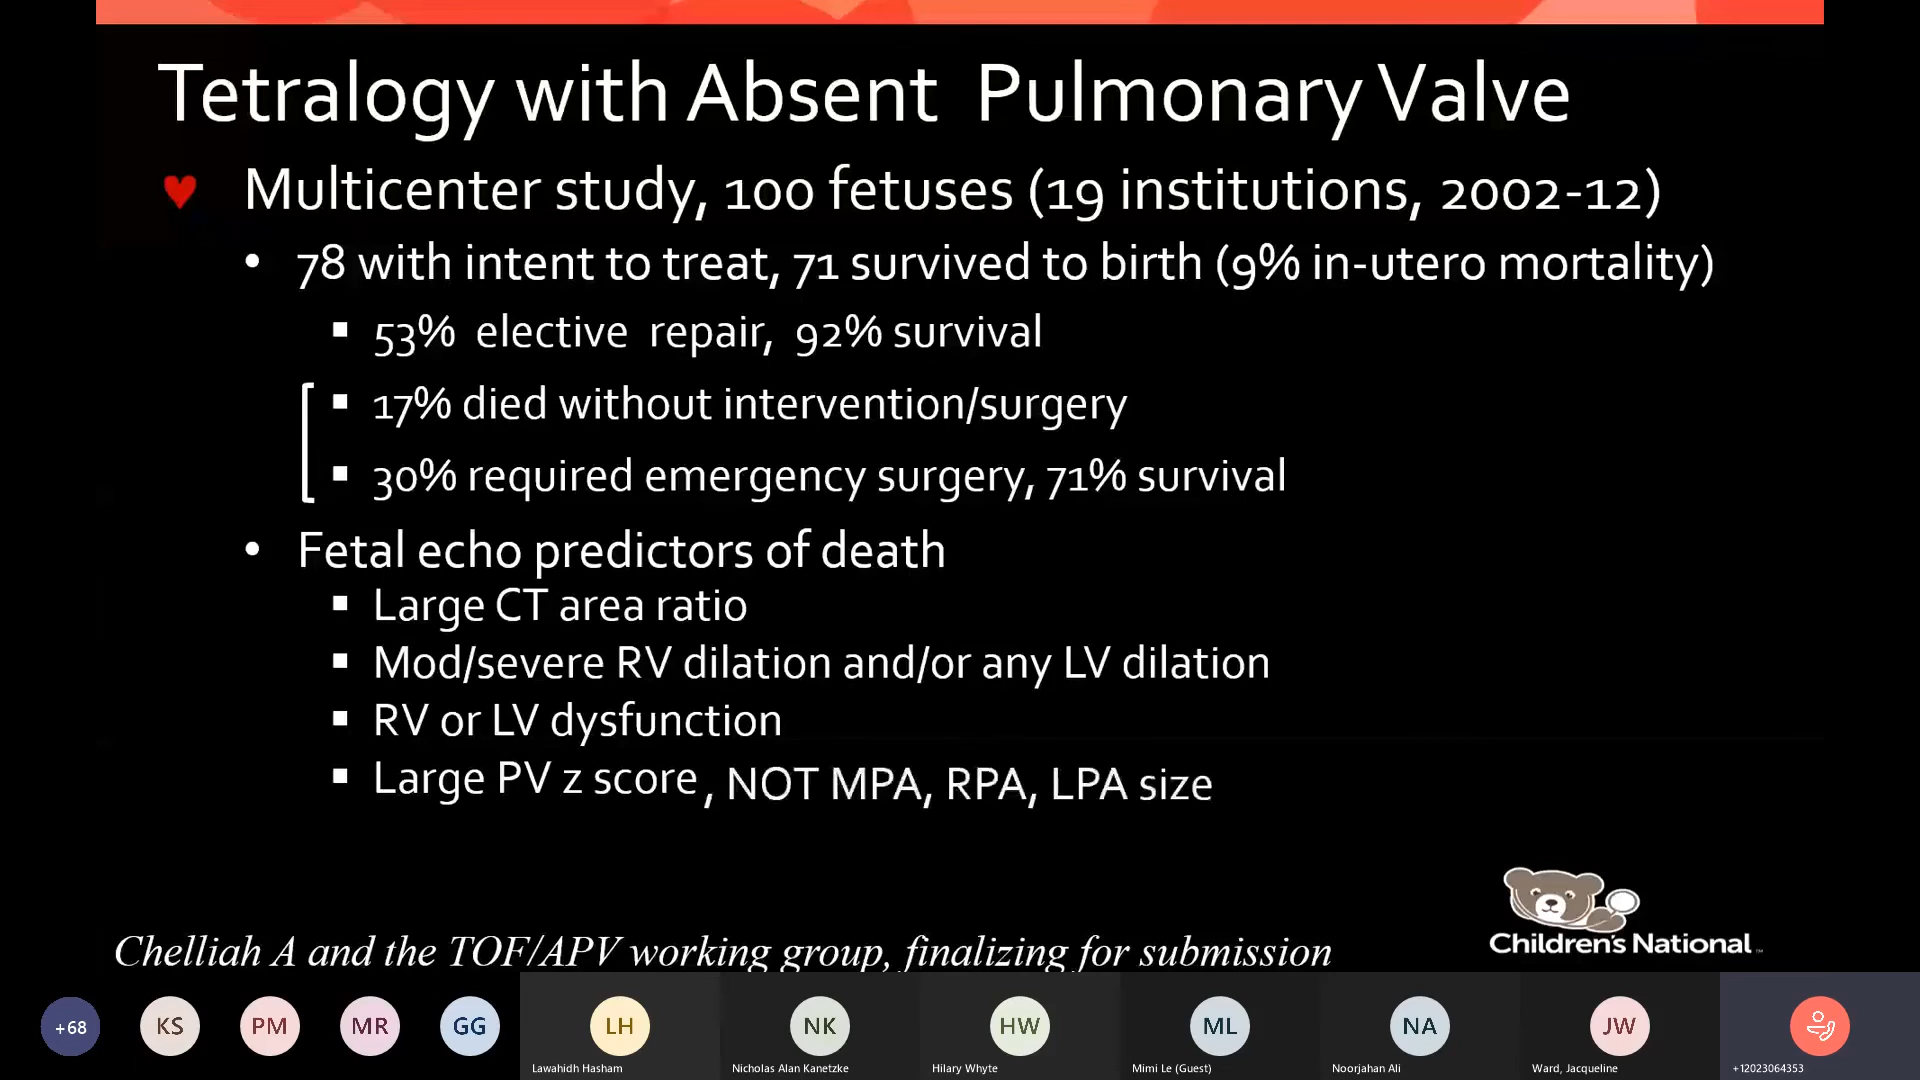 Tetralogy with Absent Pulmonary Valve
Multicenter study, 100 fetuses (19 institutions, 2002-12)
• 78 with intent to treat, 71 survived to birth (9% in-utero mortality)
▪ 53% elective repair, 92% survival
▪ 17% died without intervention/surgery
▪ 30% required emergency surgery, 71% survival
• Fetal echo predictors of death
▪ Large CT area ratio
▪ Mod/severe RV dilation and/or any LV dilation
▪ RV or LV dysfunction
▪ Large PV z score, NOT MPA, RPA, LPA size
Children's National
Chelliah A and the TOF/APV working group, finalizing for submission
+68 KS PM MR GG LH NK HW ML NA JW
Lawahidh Hasham Nicholas Alan Kanetzke Hilary Whyte Mimi Le (Guest) Noorjahan Ali Ward, Jacqueline +12023064353